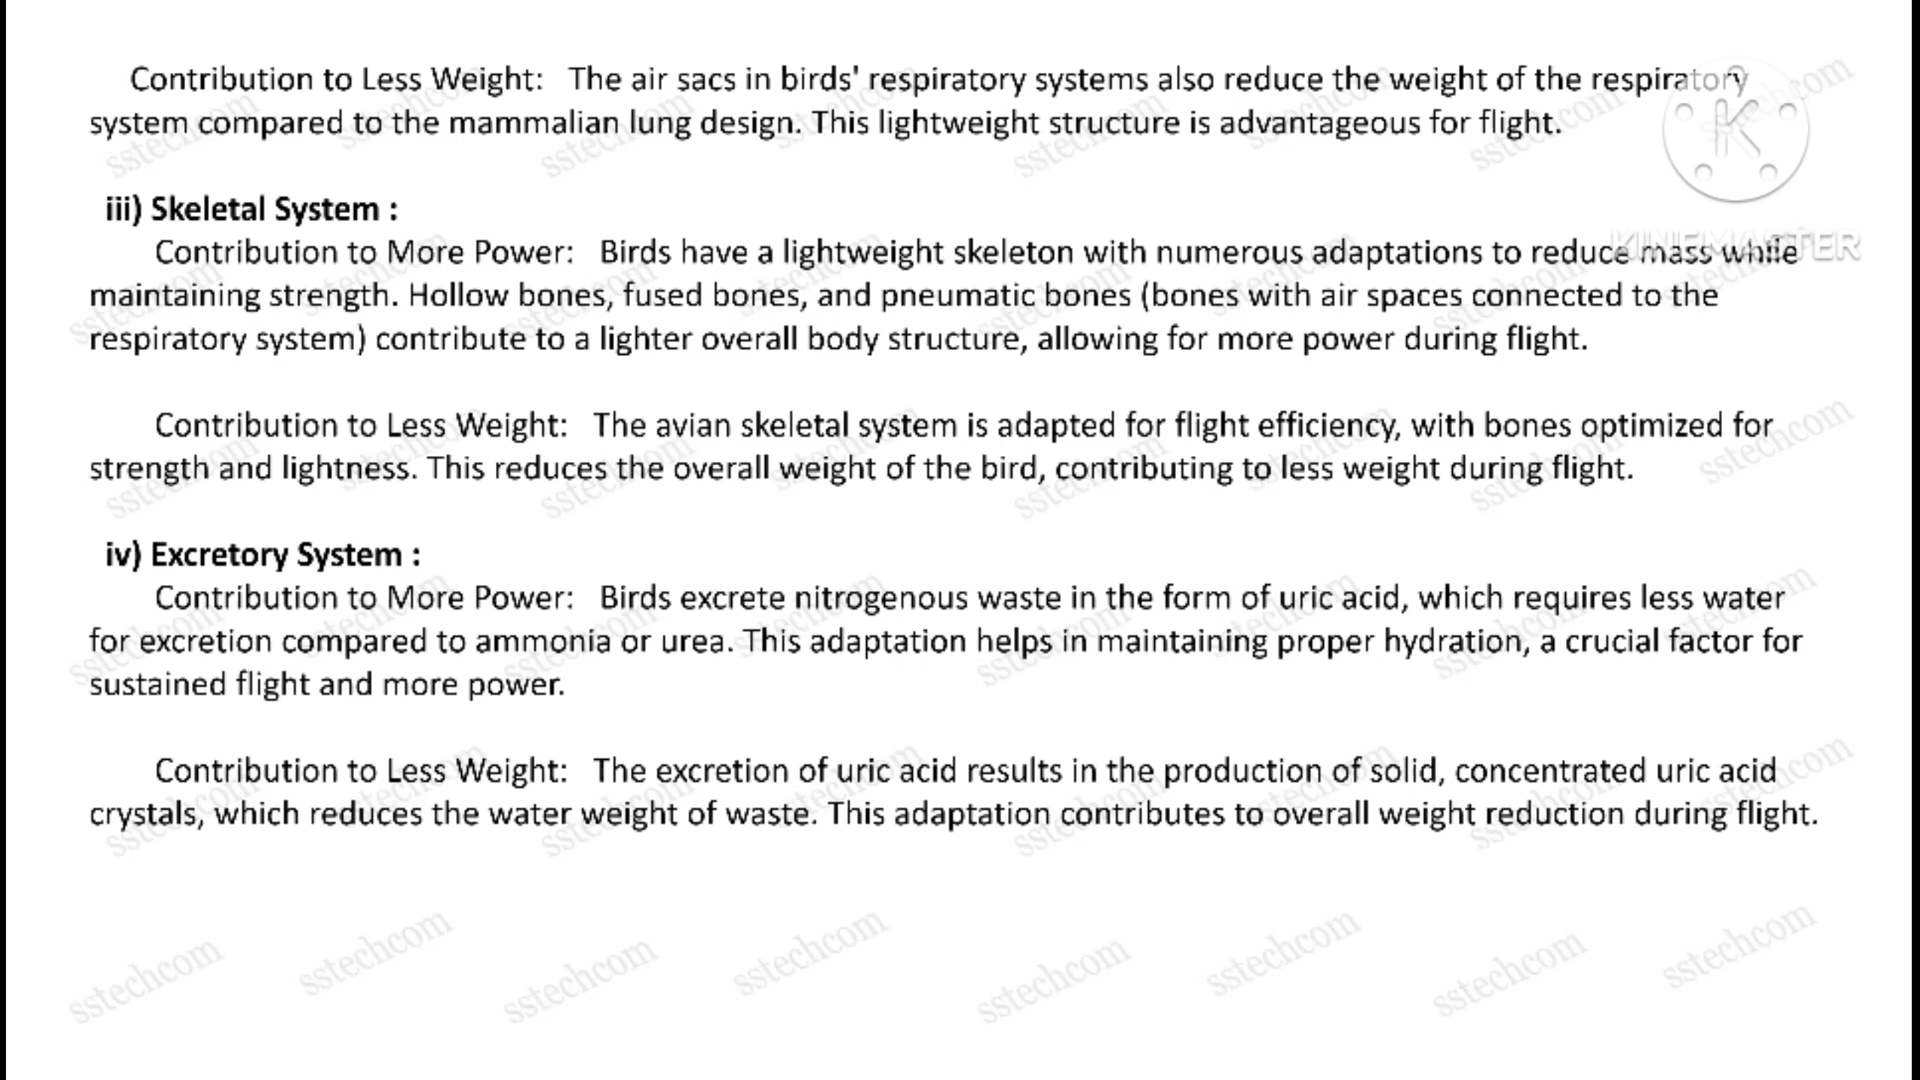 Contribution to Less Weight: The air sacs in birds' respiratory systems also reduce the weight of the respiratory
system compared to the mammalian lung design. This lightweight structure is advantageous for flight.
iii) Skeletal System :
Contribution to More Power: Birds have a lightweight skeleton with numerous adaptations to reduce mass while
maintaining strength. Hollow bones, fused bones, and pneumatic bones (bones with air spaces connected to the
respiratory system) contribute to a lighter overall body structure, allowing for more power during flight.
Contribution to Less Weight: The avian skeletal system is adapted for flight efficiency, with bones optimized for
strength and lightness. This reduces the overall weight of the bird, contributing to less weight during flight.
iv) Excretory System :
Contribution to More Power: Birds excrete nitrogenous waste in the form of uric acid, which requires less water
for excretion compared to ammonia or urea. This adaptation helps in maintaining proper hydration, a crucial factor for
sustained flight and more power.
Contribution to Less Weight: The excretion of uric acid results in the production of solid, concentrated uric acid
crystals, which reduces the water weight of waste. This adaptation contributes to overall weight reduction during flight.
K
KINEMASTER
sstechcom sstechcom sstechcom sstechcom sstechcom sstechcom sstechcom sstechcom